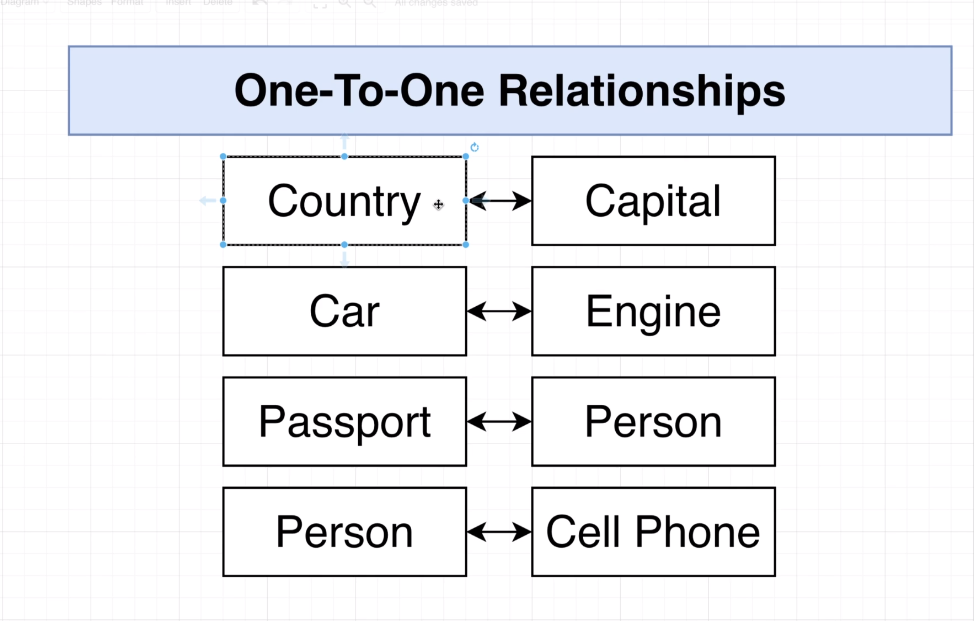 Diagram Shapes Format Insert Delete All changes saved
One-To-One Relationships
Country Capital
Car Engine
Passport Person
Person Cell Phone